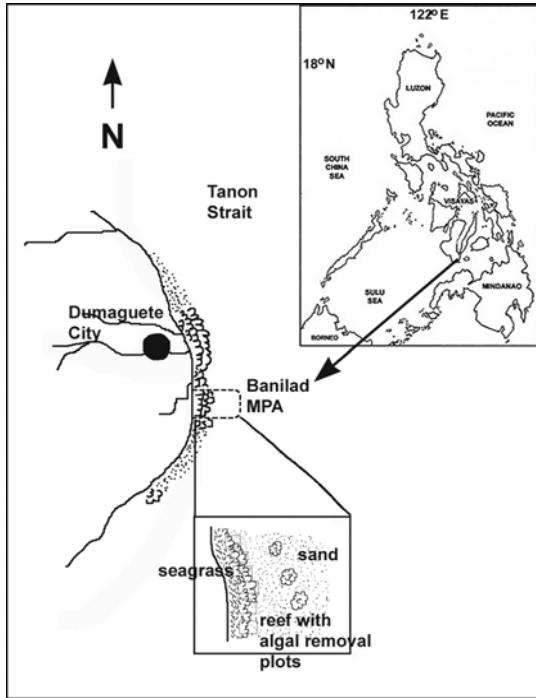 122° E
18° N
LUZON
PACIFIC
OCEAN
SOUTH
CHINA
SEA
VISAYAS
SULU
SEA
MINDANAO
BORNEO
N
Tanon
Strait
Dumaguete
City
Banilad
MPA
seagrass
sand
reef with
algal removal
plots